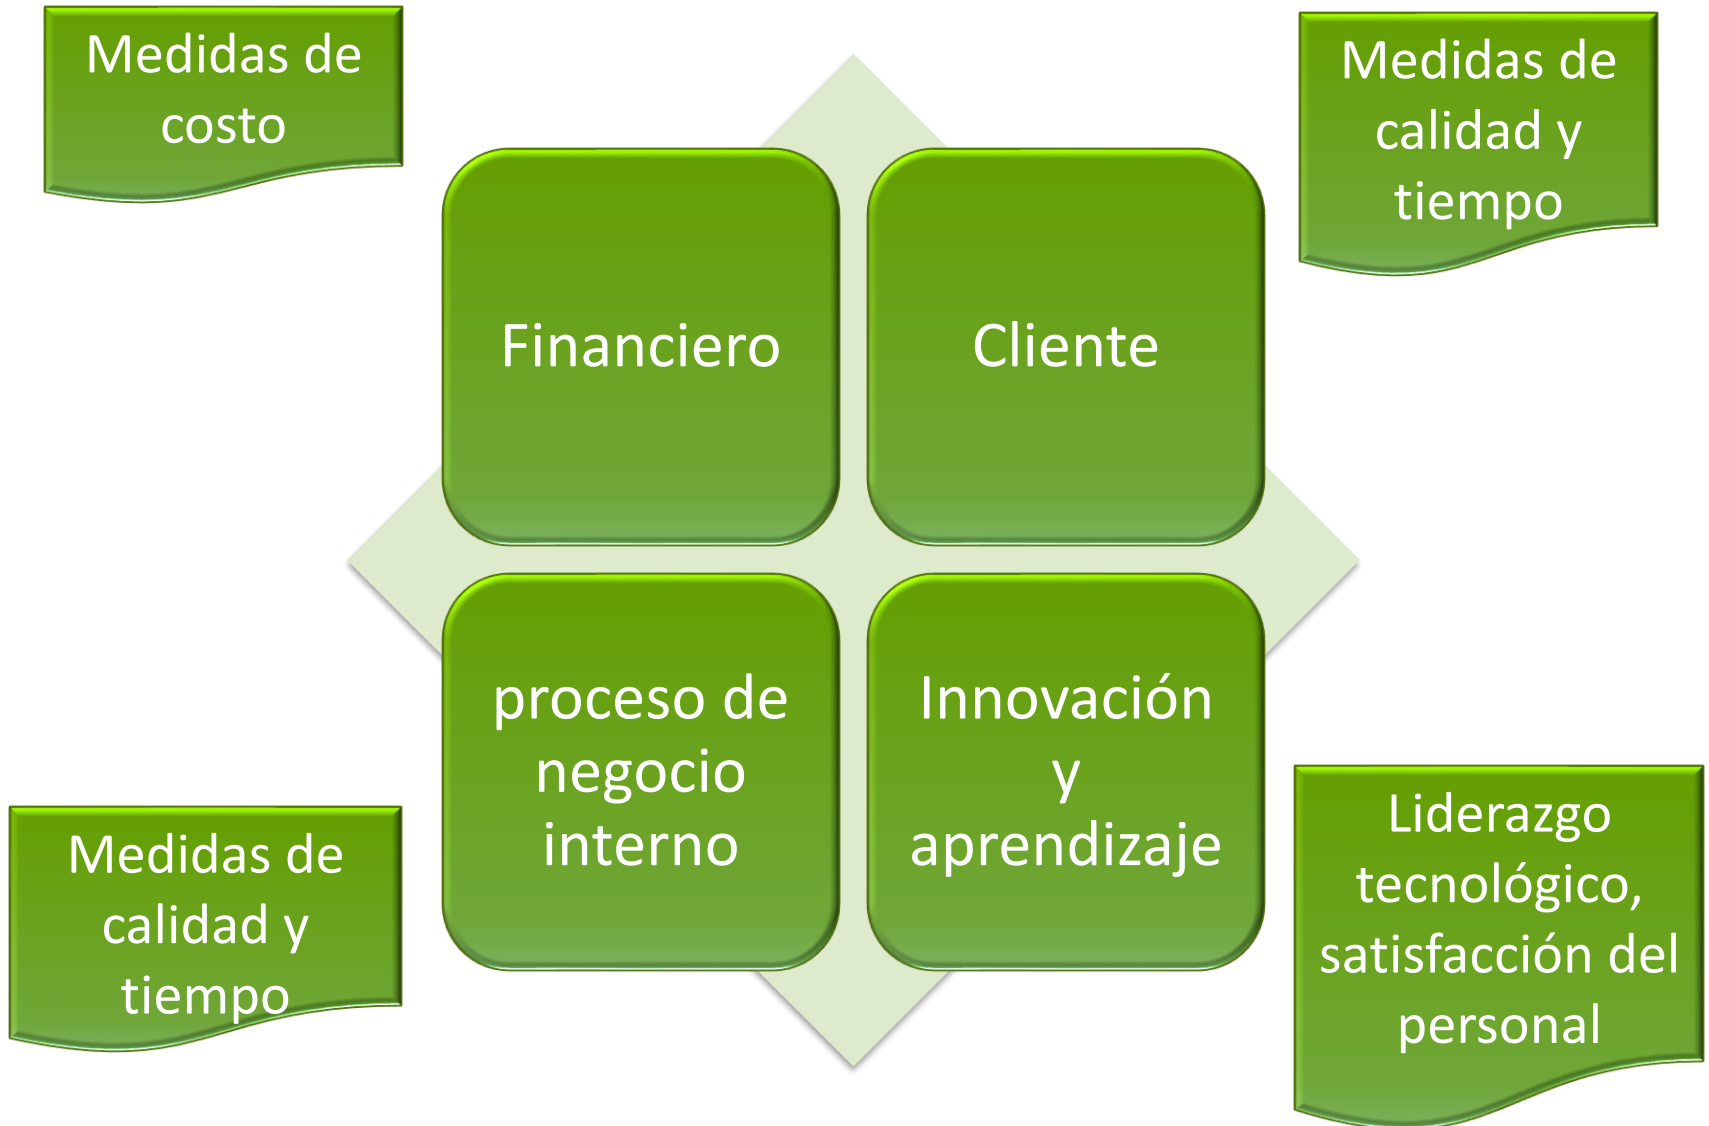 Medidas de
costo
Medidas de
calidad y
tiempo
Financiero
Cliente
proceso de
negocio
interno
Innovación
y
aprendizaje
Medidas de
calidad y
tiempo
Liderazgo
tecnológico,
satisfacción del
personal